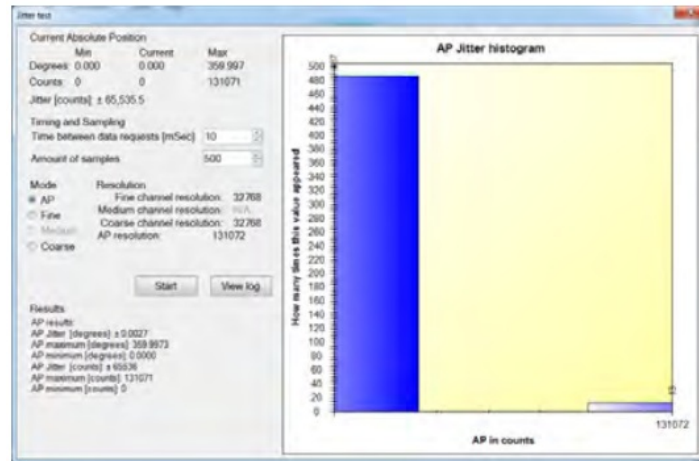 Jitter test
Current Absolute Position
Min Current Max
Degrees: 0.000 0.000 359.997
Counts: 0 0 131071
Jitter [counts]: ± 65,535.5
Timing and Sampling
Time between data requests [mSec] 10
Amount of samples 500
Mode Resolution
AP Fine channel resolution: 32768
Fine Medium channel resolution: N/A
Medium Coarse channel resolution: 32768
Coarse AP resolution: 131072
Start View log
Results
AP results:
AP Jitter [degrees]: ± 0.0027
AP maximum [degrees]: 359.9973
AP minimum [degrees]: 0.0000
AP Jitter [counts]: ± 65536
AP maximum [counts]: 131071
AP minimum [counts]: 0
AP Jitter histogram
How many times this value appeared
500
480
460
440
420
400
380
360
340
320
300
280
260
240
220
200
180
160
140
120
100
80
60
40
20
0
13
131072
AP in counts